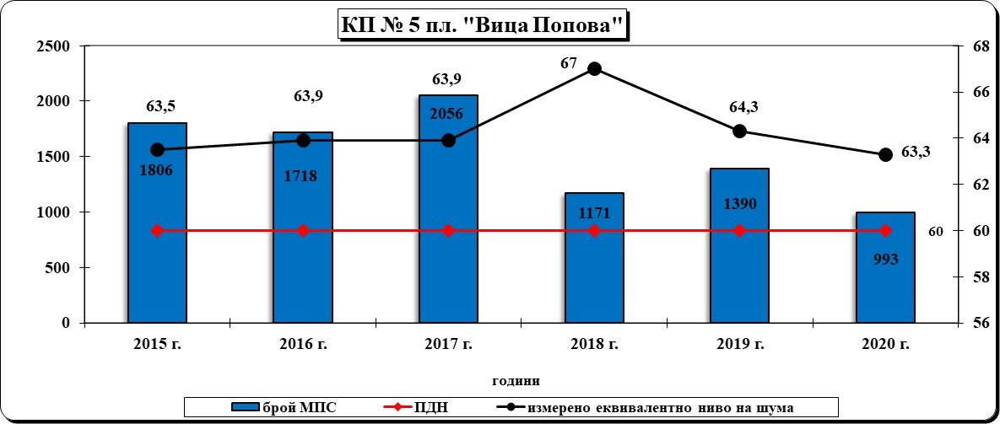 КП № 5 пл. "Вица Попова"
2500
2000
1500
1000
500
0
68
66
64
62
60
58
56
63,5
63,9
63,9
67
64,3
63,3
1806
1718
2056
1171
1390
993
60
2015 г.
2016 г.
2017 г.
2018 г.
2019 г.
2020 г.
години
брой МПС
ПДН
измерено еквивалентно ниво на шума